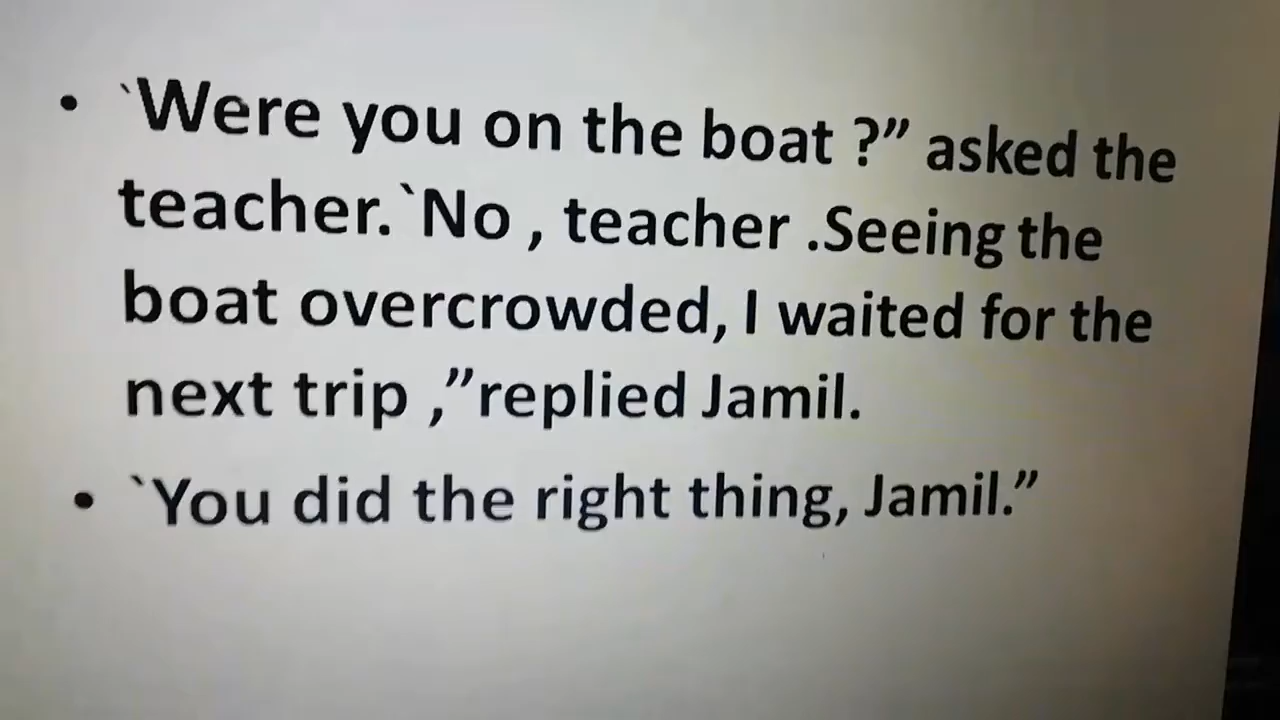 • `Were you on the boat ?” asked the
teacher.`No , teacher .Seeing the
boat overcrowded, I waited for the
next trip ,”replied Jamil.
• `You did the right thing, Jamil.”